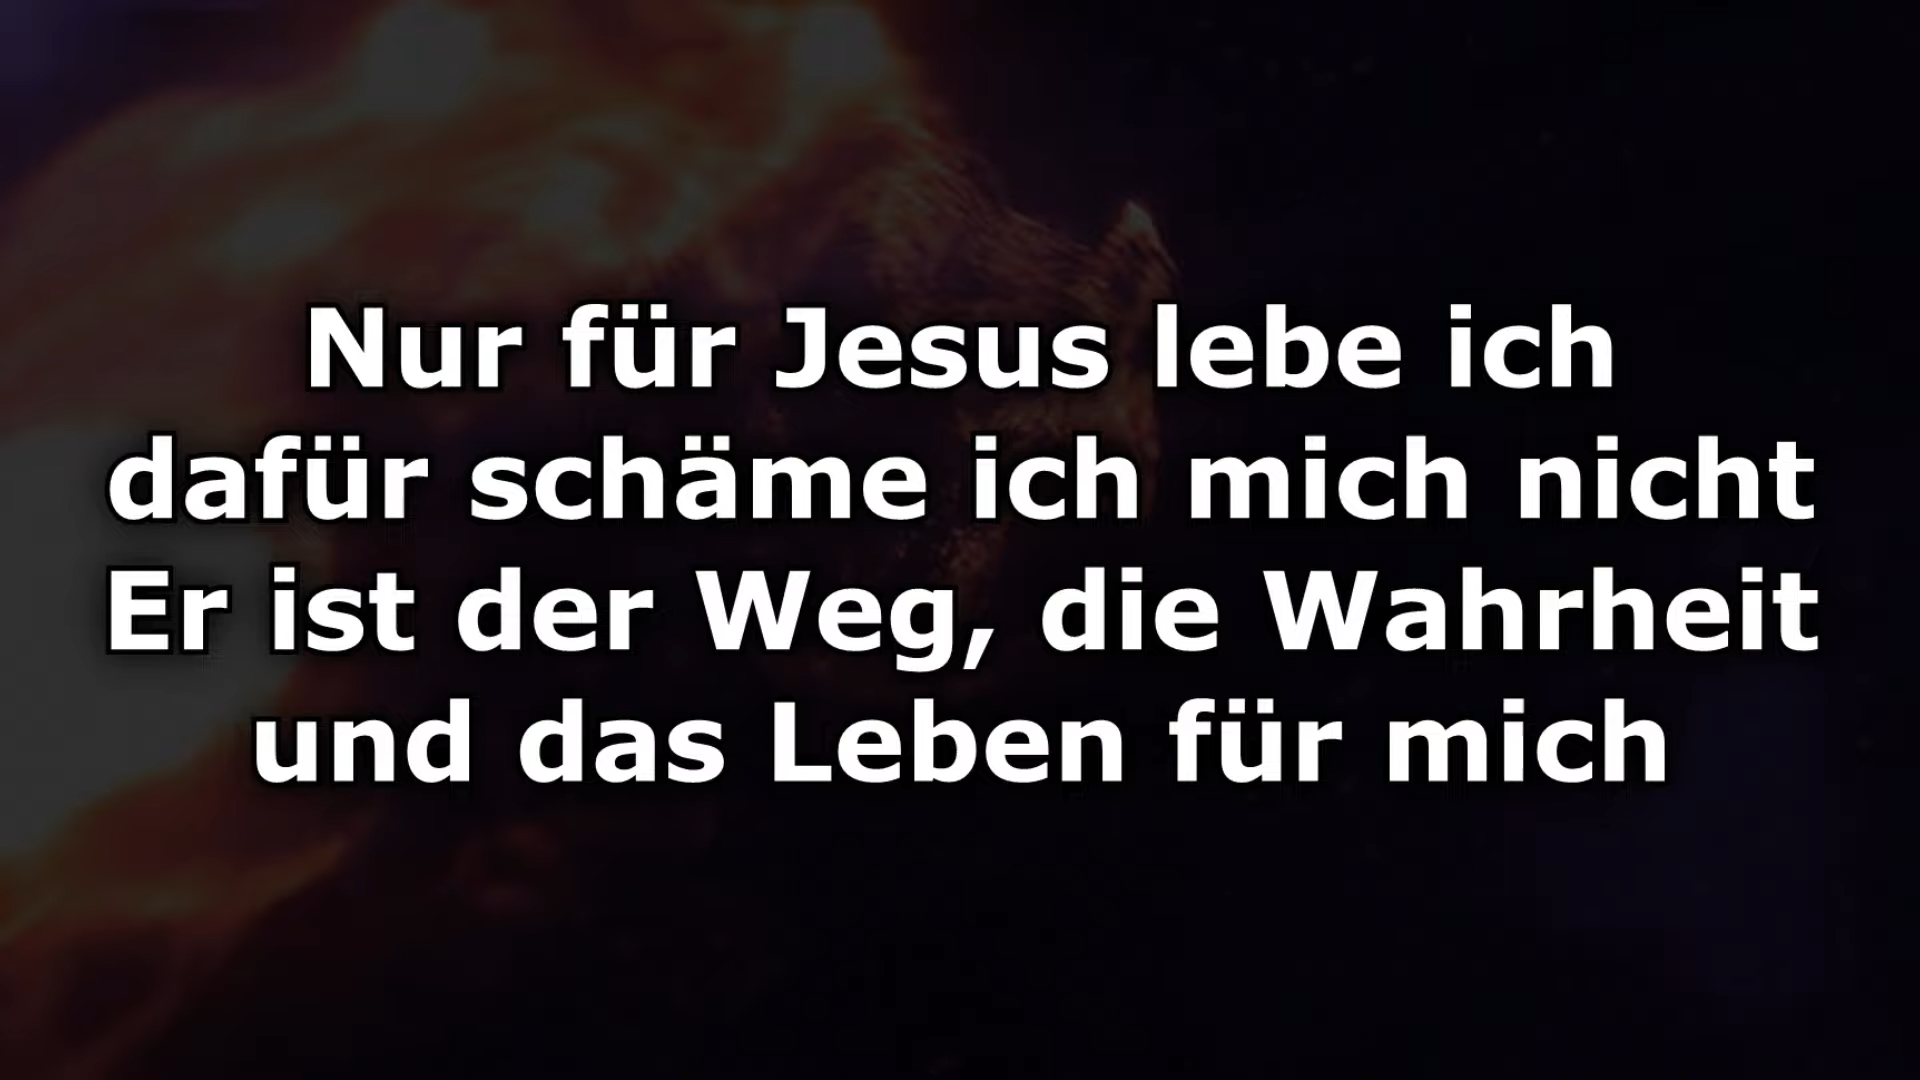 Nur für Jesus lebe ich
dafür schäme ich mich nicht
Er ist der Weg, die Wahrheit
und das Leben für mich